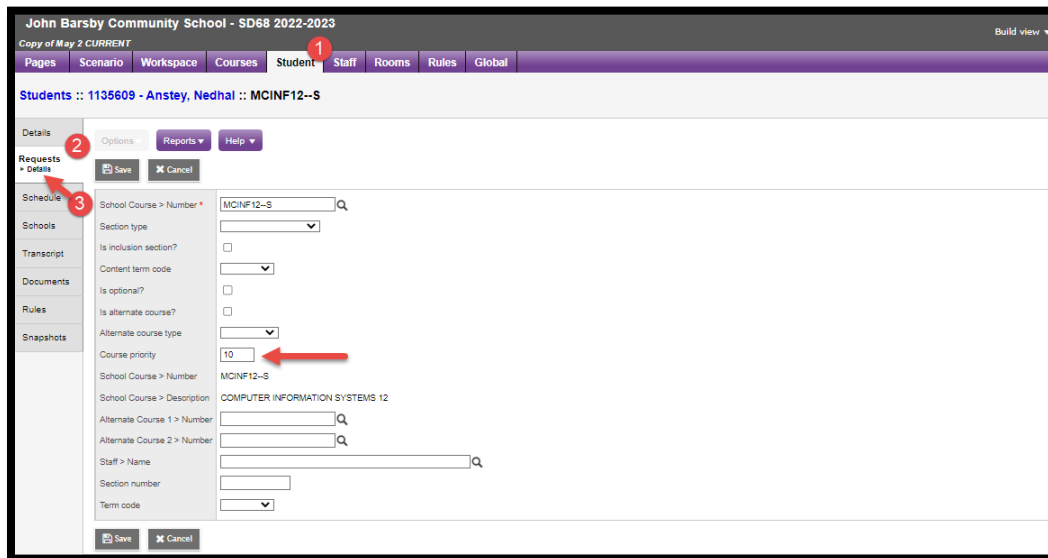 John Barsby Community School - SD68 2022-2023
Build view
Copy of May 2 CURRENT
1
Pages Scenario Workspace Courses Student Staff Rooms Rules Global
Students :: 1135609 - Anstey, Nedhal :: MCINF12--S
Details
2
Options Reports Help
Requests
Details
Save Cancel
Schedule
3
School Course > Number * MCINF12--S
Schools
Section type
Is inclusion section?
Transcript
Content term code
Documents
Is optional?
Rules
Is alternate course?
Snapshots
Alternate course type
Course priority 10
School Course > Number MCINF12--S
School Course > Description COMPUTER INFORMATION SYSTEMS 12
Alternate Course 1 > Number
Alternate Course 2 > Number
Staff > Name
Section number
Term code
Save Cancel